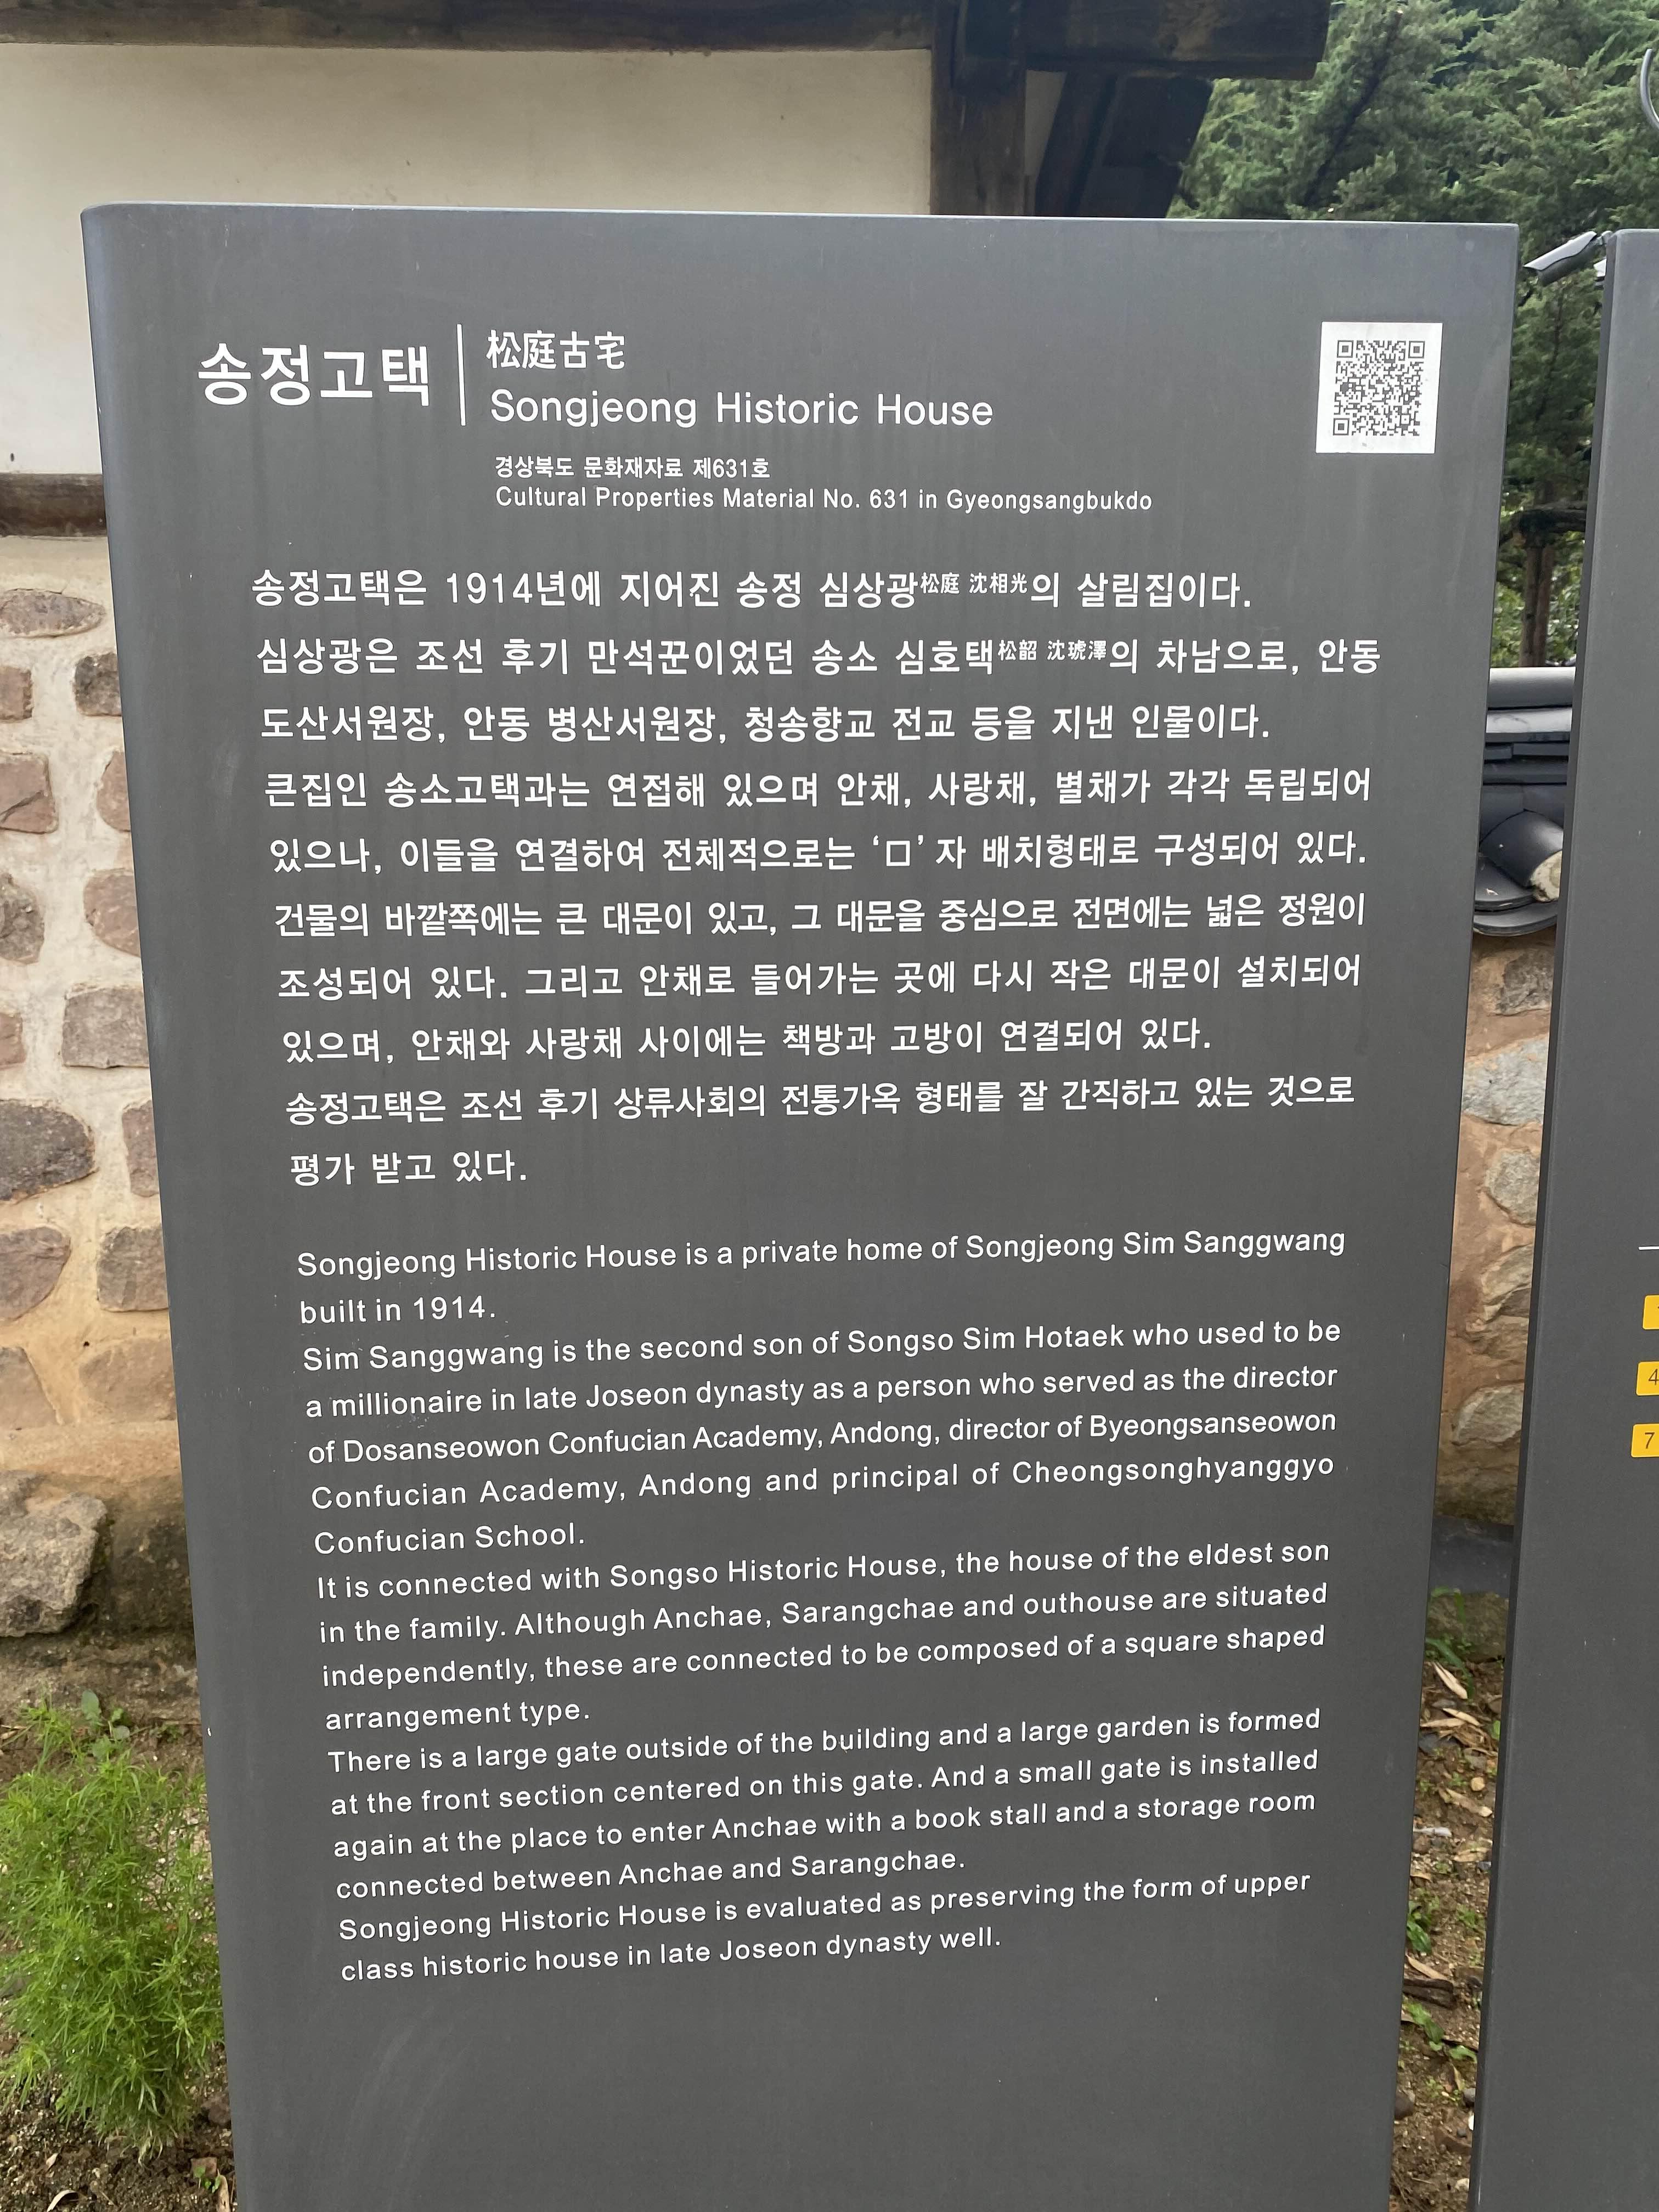 송정고택
松庭古宅
Songjeong Historic House
경상북도 문화재자료 제631호
Cultural Properties Material No. 631 in Gyeongsangbukdo
송정고택은 1914년에 지어진 송정 심상광松庭 沈相光의 살림집이다.
심상광은 조선 후기 만석꾼이었던 송소 심호택松韶 沈琥澤의 차남으로, 안동
도산서원장, 안동 병산서원장, 청송향교 전교 등을 지낸 인물이다.
큰집인 송소고택과는 연접해 있으며 안채, 사랑채, 별채가 각각 독립되어
있으나, 이들을 연결하여 전체적으로는 ‘ㅁ’ 자 배치형태로 구성되어 있다.
건물의 바깥쪽에는 큰 대문이 있고, 그 대문을 중심으로 전면에는 넓은 정원이
조성되어 있다. 그리고 안채로 들어가는 곳에 다시 작은 대문이 설치되어
있으며, 안채와 사랑채 사이에는 책방과 고방이 연결되어 있다.
송정고택은 조선 후기 상류사회의 전통가옥 형태를 잘 간직하고 있는 것으로
평가 받고 있다.
Songjeong Historic House is a private home of Songjeong Sim Sanggwang
built in 1914.
Sim Sanggwang is the second son of Songso Sim Hotaek who used to be
a millionaire in late Joseon dynasty as a person who served as the director
of Dosanseowon Confucian Academy, Andong, director of Byeongsanseowon
Confucian Academy, Andong and principal of Cheongsonghyanggyo
Confucian School.
It is connected with Songso Historic House, the house of the eldest son
in the family. Although Anchae, Sarangchae and outhouse are situated
independently, these are connected to be composed of a square shaped
arrangement type.
There is a large gate outside of the building and a large garden is formed
at the front section centered on this gate. And a small gate is installed
again at the place to enter Anchae with a book stall and a storage room
connected between Anchae and Sarangchae.
Songjeong Historic House is evaluated as preserving the form of upper
class historic house in late Joseon dynasty well.
4
7